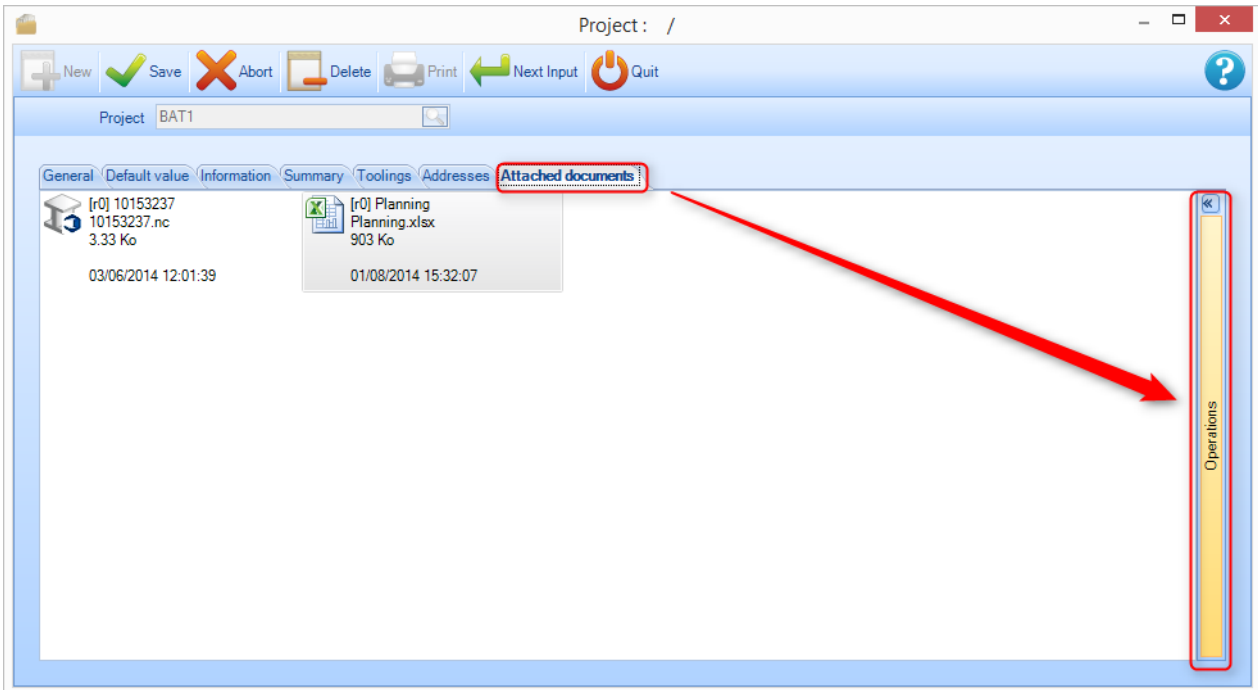 Project :   /
New Save Abort Delete Print Next Input Quit ?
Project BAT1
General Default value Information Summary Toolings Addresses Attached documents
[r0] 10153237
10153237.nc
3.33 Ko
03/06/2014 12:01:39
[r0] Planning
Planning.xlsx
903 Ko
01/08/2014 15:32:07
Operations